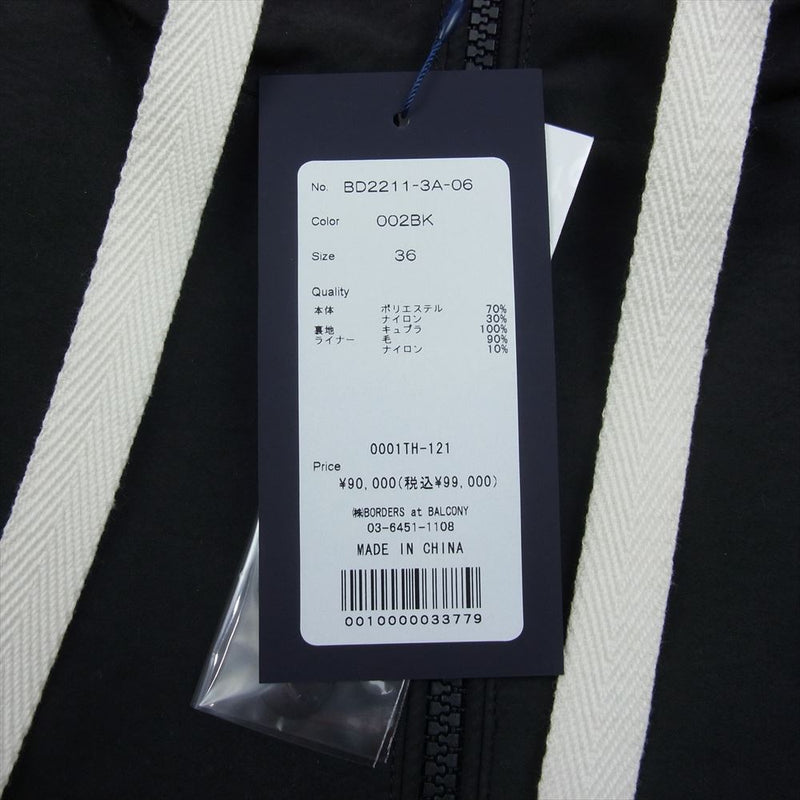 No. BD2211-3A-06
Color 002BK
Size 36
Quality
本体 ポリエステル 70%
ナイロン 30%
裏地 キュプラ 100%
ライナー 毛 90%
ナイロン 10%
0001TH-121
Price
¥90,000(税込¥99,000)
㈱BORDERS at BALCONY
03-6451-1108
MADE IN CHINA
0010000033779